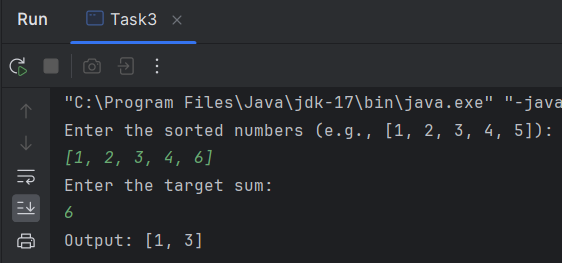 Run Task3
"C:\Program Files\Java\jdk-17\bin\java.exe" "-java
Enter the sorted numbers (e.g., [1, 2, 3, 4, 5]):
[1, 2, 3, 4, 6]
Enter the target sum:
6
Output: [1, 3]